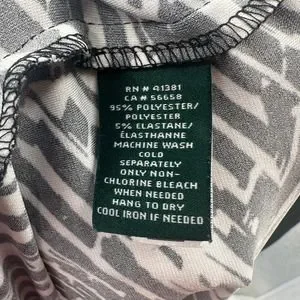 RN # 41381
CA # 56658
95% POLYESTER/
POLYESTER
5% ELASTANE/
ÉLASTHANNE
MACHINE WASH
COLD
SEPARATELY
ONLY NON-
CHLORINE BLEACH
WHEN NEEDED
HANG TO DRY
COOL IRON IF NEEDED